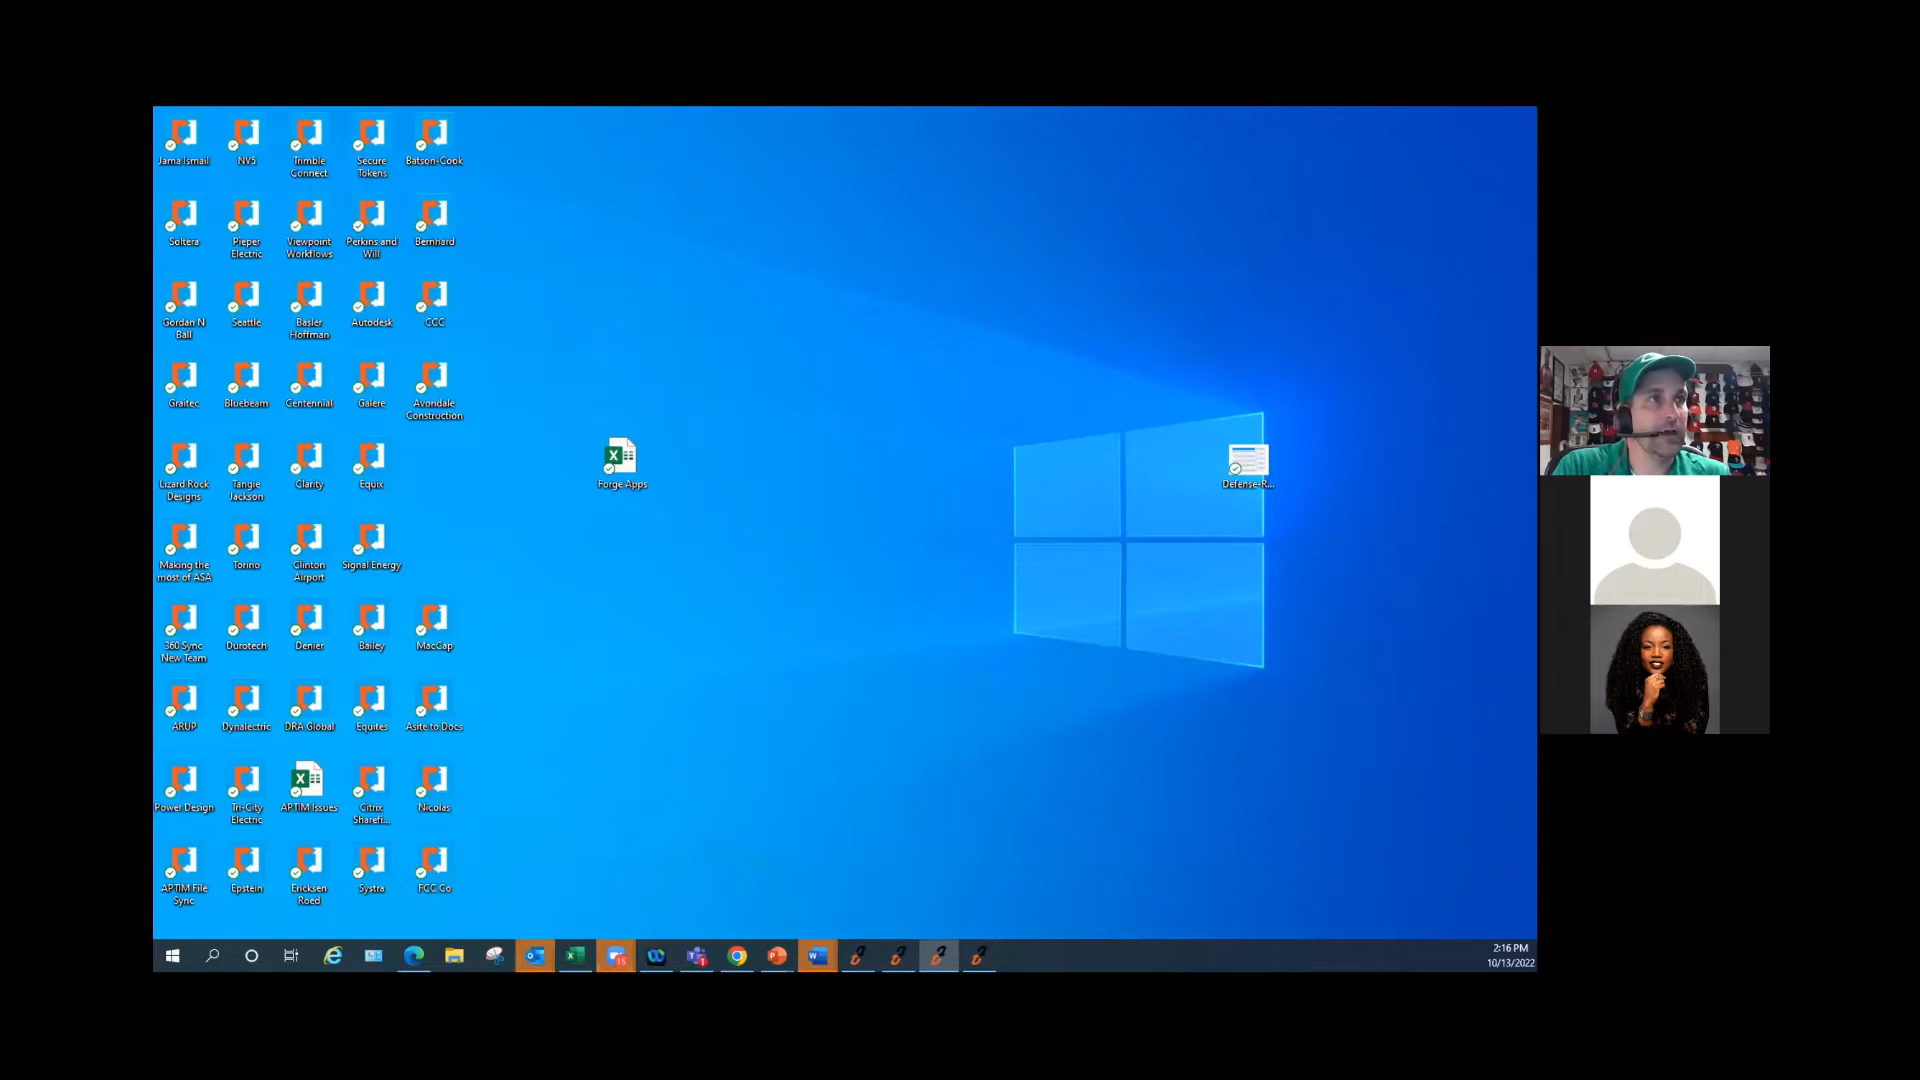 Jama Ismail
NV5
Trimble
Connect
Secure
Tokens
Batson-Cook
Soltera
Pieper
Electric
Viewpoint
Workflows
Perkins and
Will
Bernhard
Gordan N
Ball
Seattle
Basler
Hoffman
Autodesk
CCC
Graitec
Bluebeam
Centennial
Galere
Avondale
Construction
Lizard Rock
Designs
Tangie
Jackson
Clarity
Equix
Forge Apps
Defense-R...
Making the
most of ASA
Torino
Clinton
Airport
Signal Energy
360 Sync
New Team
Durotech
Denier
Bailey
MacCap
ARUP
Dynalectric
DRA Global
Equites
Asite to Docs
Power Design
Tri-City
Electric
APTIM Issues
Citrix
Sharefi...
Nicolas
APTIM File
Sync
Epstein
Ericksen
Roed
Systra
FCC Co
2:16 PM
10/13/2022